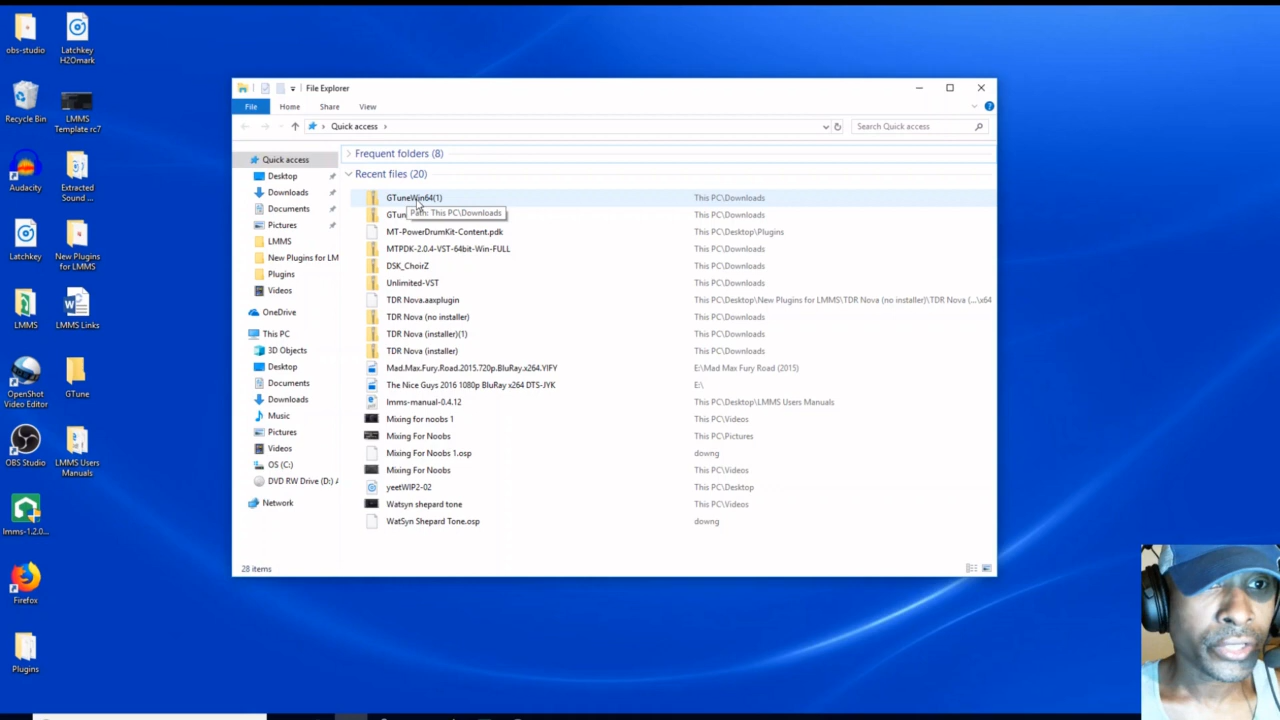 obs-studio
Latchkey
H2Omark
Recycle Bin
LMMS
Template rc7
Audacity
Extracted
Sound ...
Latchkey
New Plugins
for LMMS
LMMS
LMMS Links
OpenShot
Video Editor
GTune
OBS Studio
LMMS Users
Manuals
lmms-1.2.0...
Firefox
Plugins
File Explorer
File
Home
Share
View
Quick access
Search Quick access
Quick access
Desktop
Downloads
Documents
Pictures
LMMS
New Plugins for LM
Plugins
Videos
OneDrive
This PC
3D Objects
Desktop
Documents
Downloads
Music
Pictures
Videos
OS (C:)
DVD RW Drive (D:) A
Network
Frequent folders (8)
Recent files (20)
GTuneWin64(1) This PC\Downloads
Path: This PC\Downloads
GTun This PC\Downloads
MT-PowerDrumKit-Content.pdk This PC\Desktop\Plugins
MTPDK-2.0.4-VST-64bit-Win-FULL This PC\Downloads
DSK_ChoirZ This PC\Downloads
Unlimited-VST This PC\Downloads
TDR Nova.aaxplugin This PC\Desktop\New Plugins for LMMS\TDR Nova (no installer)\TDR Nova (...\x64
TDR Nova (no installer) This PC\Downloads
TDR Nova (installer)(1) This PC\Downloads
TDR Nova (installer) This PC\Downloads
Mad.Max.Fury.Road.2015.720p.BluRay.x264.YIFY E:\Mad Max Fury Road (2015)
The Nice Guys 2016 1080p BluRay x264 DTS-JYK E:\
lmms-manual-0.4.12 This PC\Desktop\LMMS Users Manuals
Mixing for noobs 1 This PC\Videos
Mixing For Noobs This PC\Pictures
Mixing For Noobs 1.osp downg
Mixing For Noobs This PC\Videos
yeetWIP2-02 This PC\Desktop
Watsyn shepard tone This PC\Videos
WatSyn Shepard Tone.osp downg
28 items